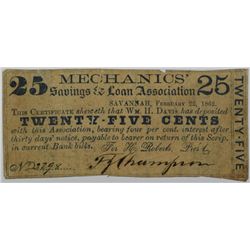 25 MECHANICS' 25
Savings & Loan Association
SAVANNAH, FEBRUARY 22, 1862.
THIS CERTIFICATE sheweth that WM. H. DAVIS has deposited
TWENTY-FIVE CENTS
with this Association, bearing four per cent. interest after
thirty days' notice, payable to bearer on return of this Scrip,
in current Bank bills.
For H. Roberts, Pres't,
TWENTY-FIVE